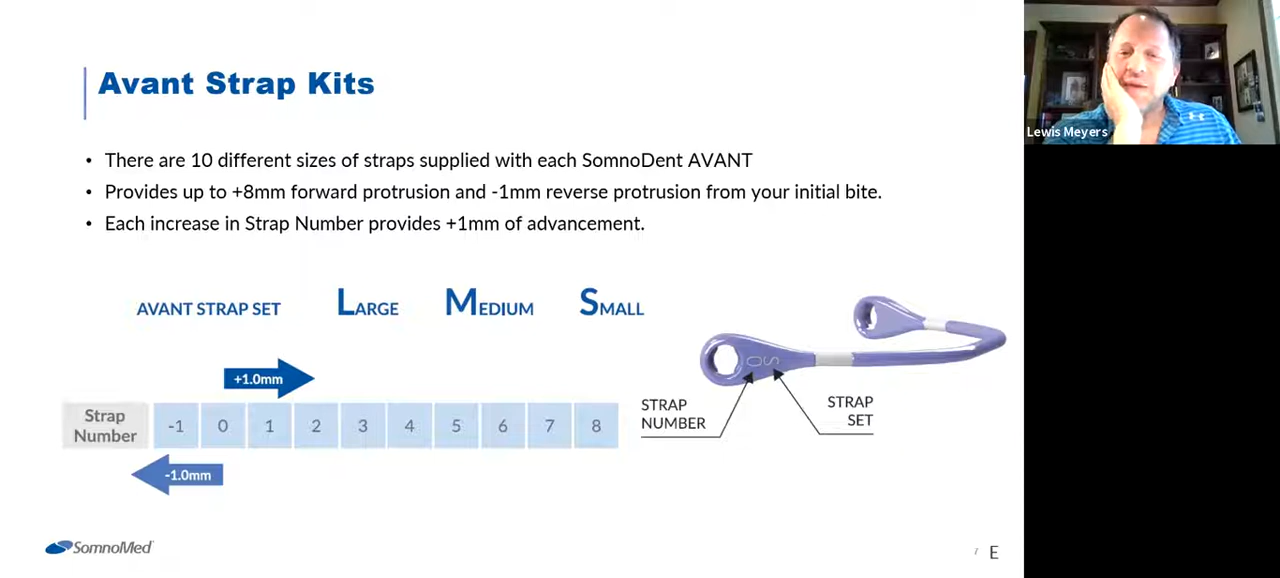 Avant Strap Kits
• There are 10 different sizes of straps supplied with each SomnoDent AVANT
• Provides up to +8mm forward protrusion and -1mm reverse protrusion from your initial bite.
• Each increase in Strap Number provides +1mm of advancement.
AVANT STRAP SET LARGE MEDIUM SMALL
+1.0mm
Strap Number -1 0 1 2 3 4 5 6 7 8
-1.0mm
0 S
STRAP NUMBER
STRAP SET
SomnoMed
E
Lewis Meyers